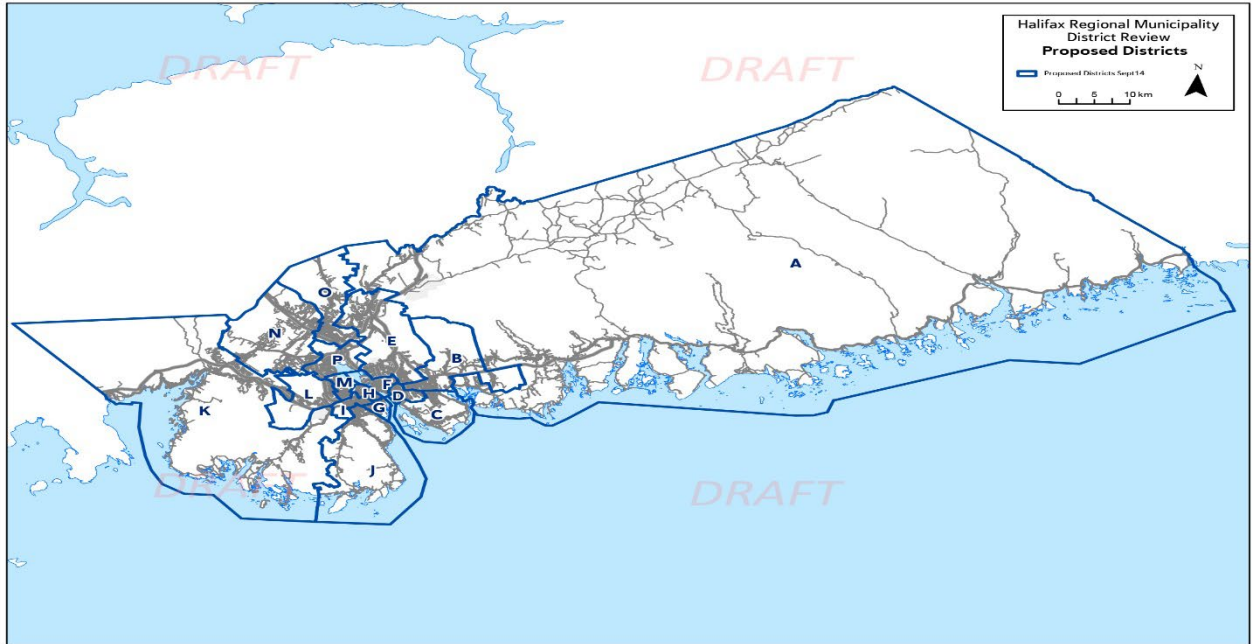 Halifax Regional Municipality
District Review
Proposed Districts
Proposed Districts Sept14
N
0 5 10 km
DRAFT
DRAFT
A
O
N
E
P
B
M
F
L
H
D
K
I
G
C
J
DRAFT
DRAFT